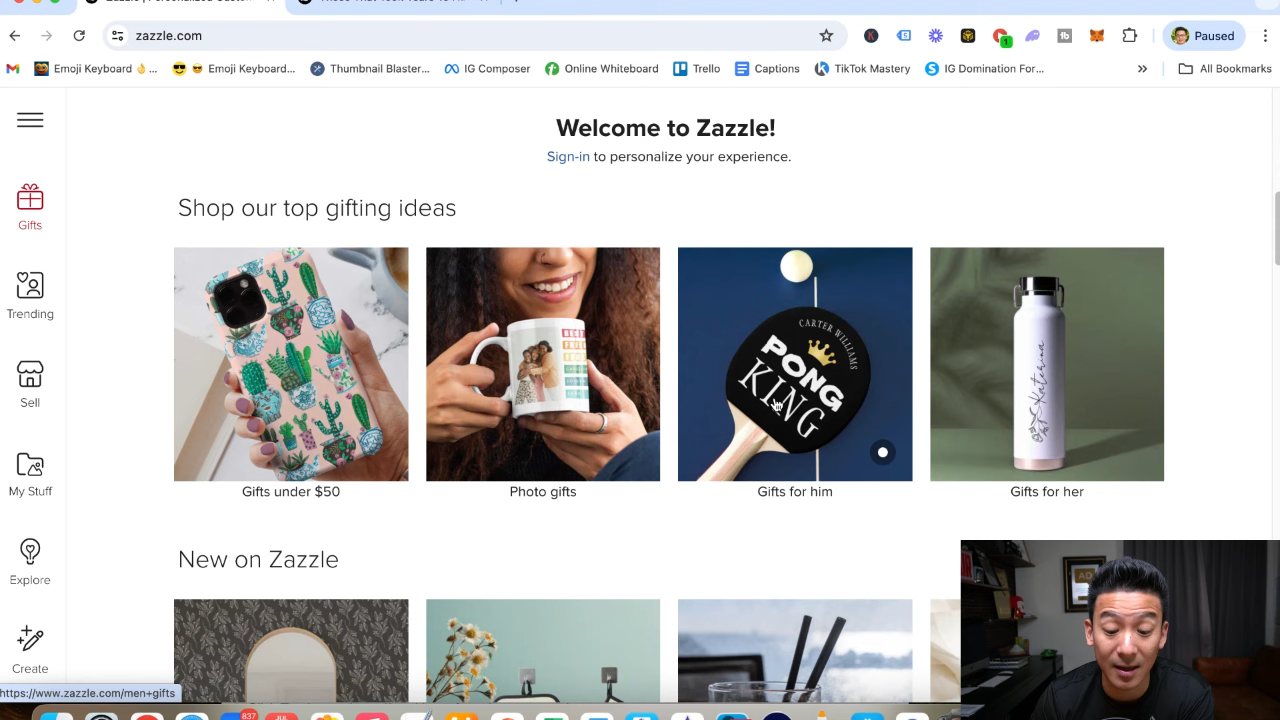 zazzle.com
Paused
Emoji Keyboard 👌...
Emoji Keyboard...
Thumbnail Blaster...
IG Composer
Online Whiteboard
Trello
Captions
TikTok Mastery
IG Domination For...
All Bookmarks
Welcome to Zazzle!
Sign-in to personalize your experience.
Gifts
Trending
Sell
My Stuff
Explore
Create
Shop our top gifting ideas
CARTER WILLIAMS
PONG
KING
Gifts under $50
Photo gifts
Gifts for him
Gifts for her
New on Zazzle
https://www.zazzle.com/men+gifts
837